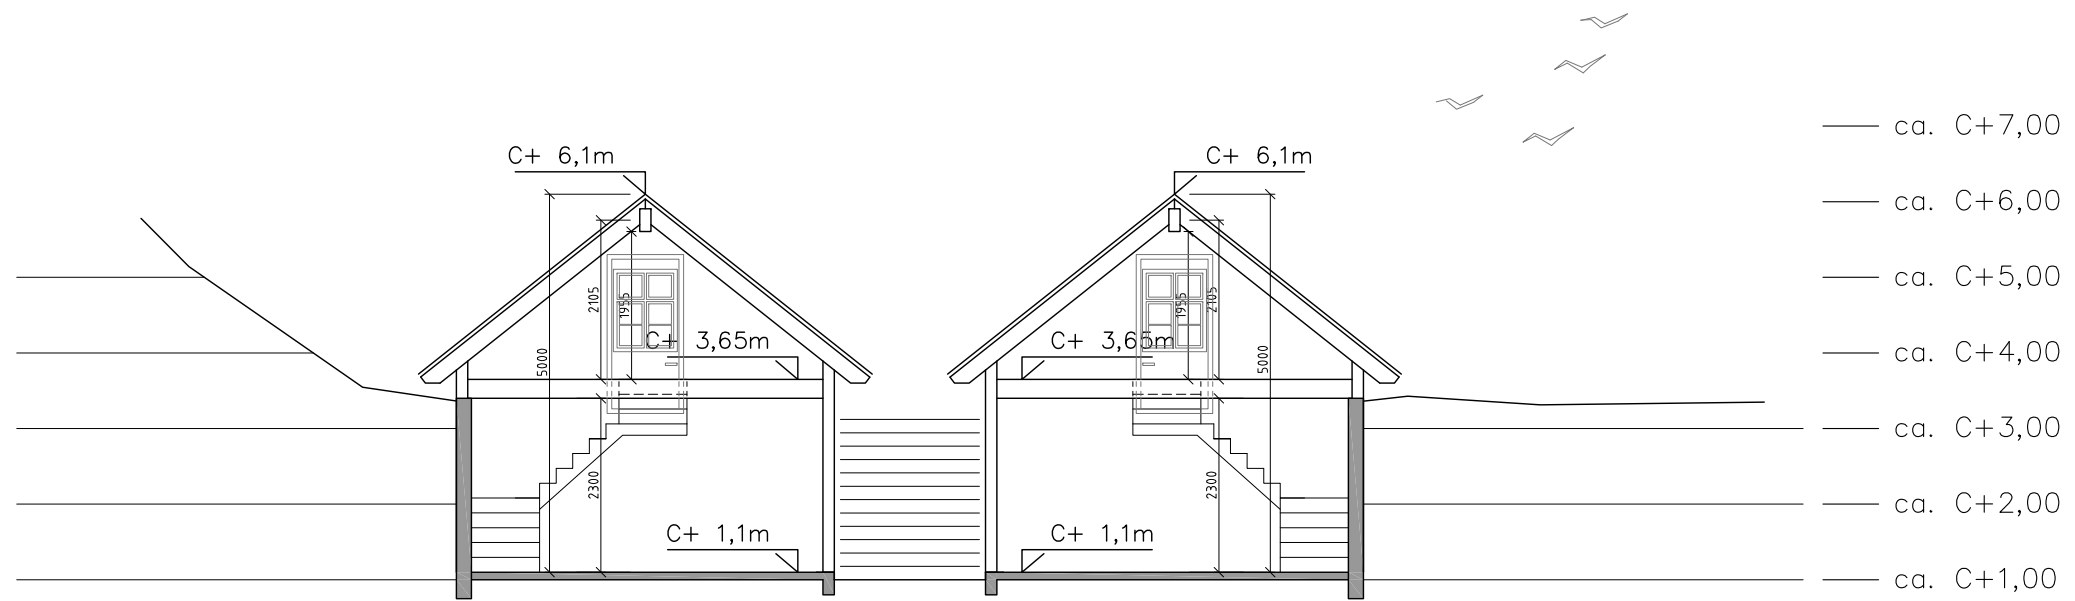 ca. C+7,00
C+ 6,1m
C+ 6,1m
ca. C+6,00
ca. C+5,00
2105
1955
1955
2105
C+ 3,65m
C+ 3,65m
5000
5000
ca. C+4,00
ca. C+3,00
2300
2300
ca. C+2,00
C+ 1,1m
C+ 1,1m
ca. C+1,00